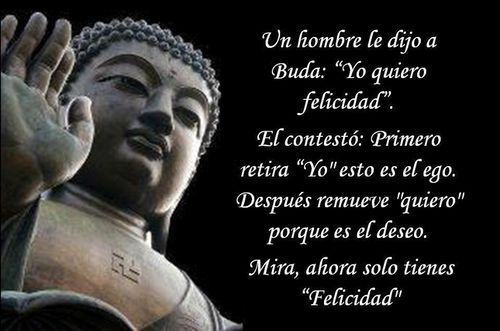 Un hombre le dijo a
Buda: “Yo quiero
felicidad”.
El contestó: Primero
retira “Yo" esto es el ego.
Después remueve "quiero"
porque es el deseo.
Mira, ahora solo tienes
“Felicidad"